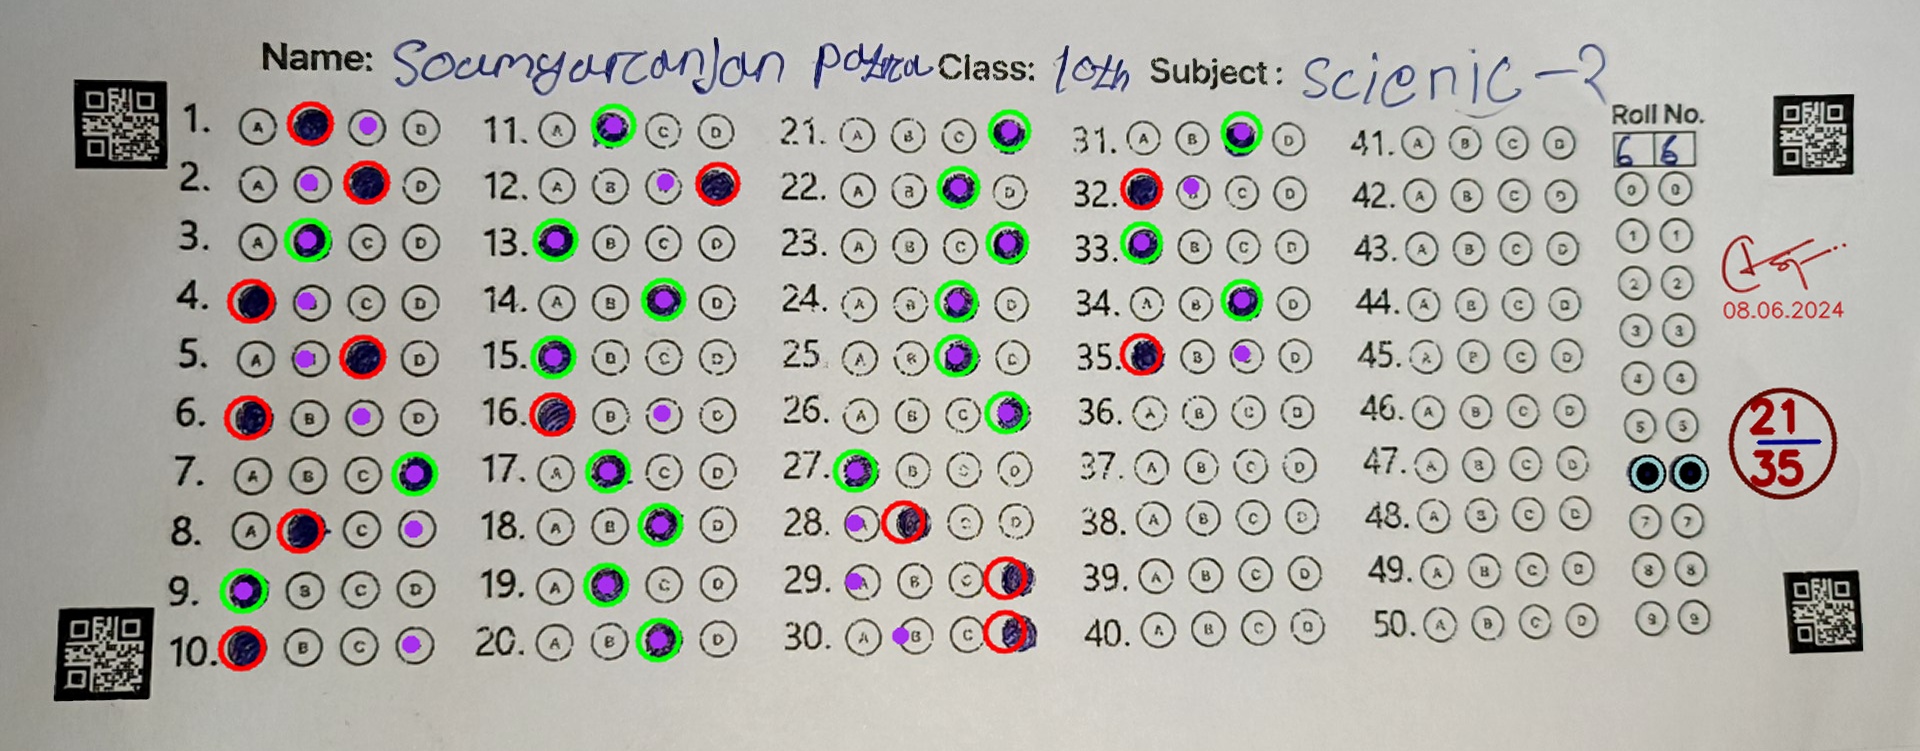 Name: Soumyarcanjan Patra Class: 10th Subject: Scienic-2
Roll No.
6 6
1. A D 11. A C D 21. A B C 31. A B D 41. A B C D
2. A D 12. A B 22. A B D 32. B C D 42. A B C D
3. A C D 13. B C D 23. A B C 33. B C D 43. A B C D
4. C D 14. A B D 24. A B D 34. A B D 44. A B C D
5. A D 15. B C D 25. A B D 35. B D 45. A B C D
6. B D 16. B D 26. A B C 36. A B C D 46. A B C D
7. A B C 17. A C D 27. B C D 37. A B C D 47. A B C D
8. A C 18. A B D 28. A C D 38. A B C D 48. A B C D
9. B C D 19. A C D 29. A B C 39. A B C D 49. A B C D
10. B C 20. A B D 30. A B C 40. A B C D 50. A B C D
0 0
1 1
2 2
3 3
4 4
5 5
7 7
8 8
9 9
08.06.2024
21
35